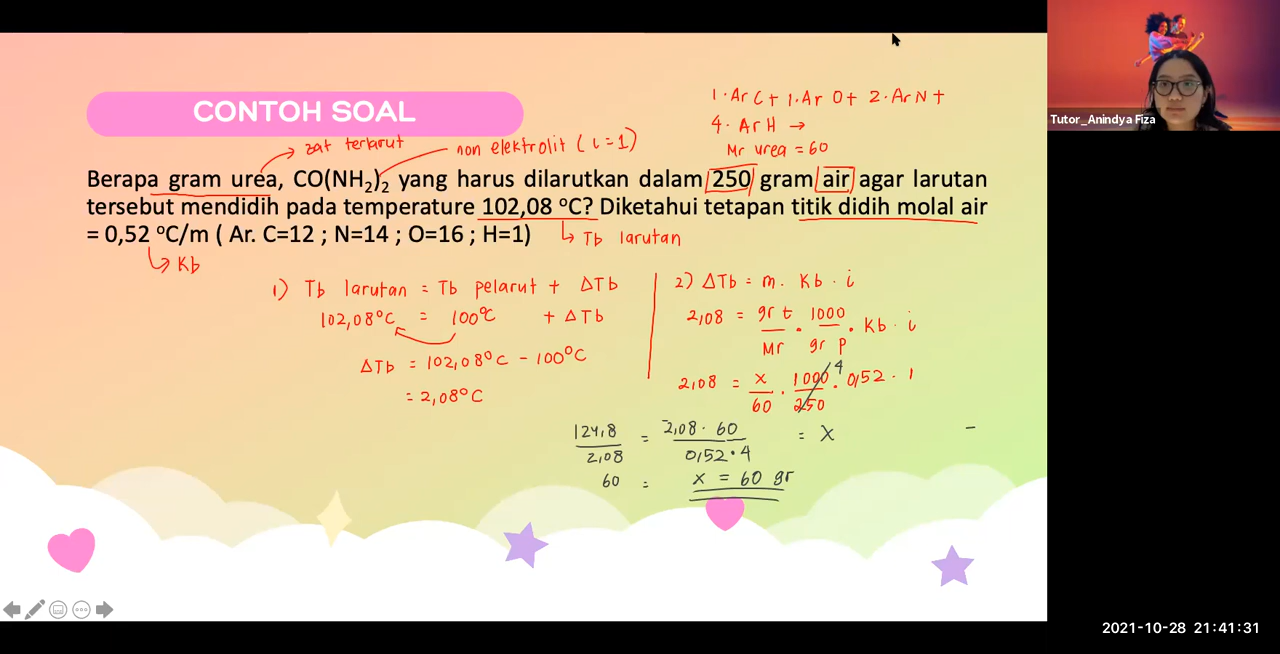 CONTOH SOAL
1. Ar C + 1. Ar O + 2. Ar N +
4. Ar H →
Mr urea = 60
zat terlarut
non elektrolit (i=1)
Berapa gram urea, CO(NH₂)₂ yang harus dilarutkan dalam 250 gram air agar larutan
tersebut mendidih pada temperature 102,08 ºC? Diketahui tetapan titik didih molal air
= 0,52 ºC/m ( Ar. C=12 ; N=14 ; O=16 ; H=1)
Tb larutan
Kb
1) Tb larutan = Tb pelarut + ΔTb
102,08°C = 100°C + ΔTb
ΔTb = 102,08°C - 100°C
= 2,08°C
2) ΔTb = m. Kb . i
2,08 = gr t / Mr . 1000 / gr p . Kb . i
2,08 = x / 60 . 1000 / 250 4 . 0,52 . 1
124,8 / 2,08 = 2,08 . 60 / 0,52 . 4 = x
60 = x = 60 gr
Tutor_Anindya Fiza
2021-10-28 21:41:31